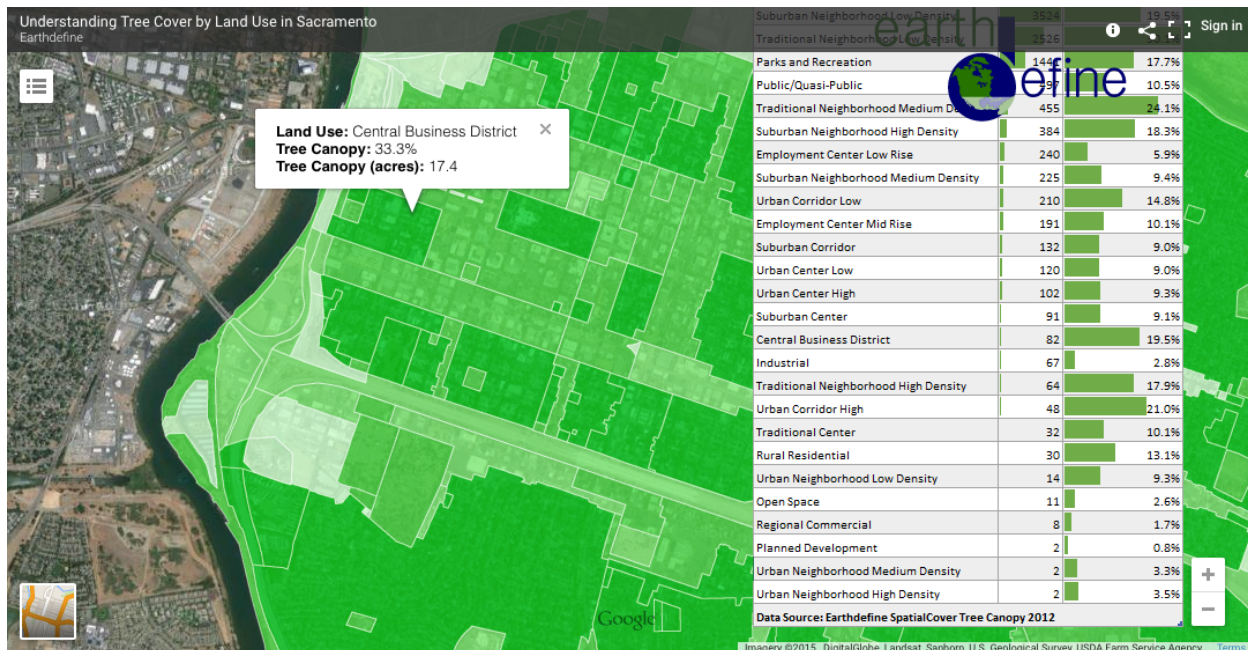 Understanding Tree Cover by Land Use in Sacramento
Earthdefine
Sign in
Land Use: Central Business District
Tree Canopy: 33.3%
Tree Canopy (acres): 17.4
earth
define
Suburban Neighborhood Low Density 3524 19.5%
Traditional Neighborhood Low Density 2526
Parks and Recreation 1441 17.7%
Public/Quasi-Public 497 10.5%
Traditional Neighborhood Medium 455 24.1%
Suburban Neighborhood High Density 384 18.3%
Employment Center Low Rise 240 5.9%
Suburban Neighborhood Medium Density 225 9.4%
Urban Corridor Low 210 14.8%
Employment Center Mid Rise 191 10.1%
Suburban Corridor 132 9.0%
Urban Center Low 120 9.0%
Urban Center High 102 9.3%
Suburban Center 91 9.1%
Central Business District 82 19.5%
Industrial 67 2.8%
Traditional Neighborhood High Density 64 17.9%
Urban Corridor High 48 21.0%
Traditional Center 32 10.1%
Rural Residential 30 13.1%
Urban Neighborhood Low Density 14 9.3%
Open Space 11 2.6%
Regional Commercial 8 1.7%
Planned Development 2 0.8%
Urban Neighborhood Medium Density 2 3.3%
Urban Neighborhood High Density 2 3.5%
Data Source: Earthdefine SpatialCover Tree Canopy 2012
Google
Imagery ©2015, DigitalGlobe, Landsat, Sanborn, U.S. Geological Survey, USDA Farm Service Agency Terms